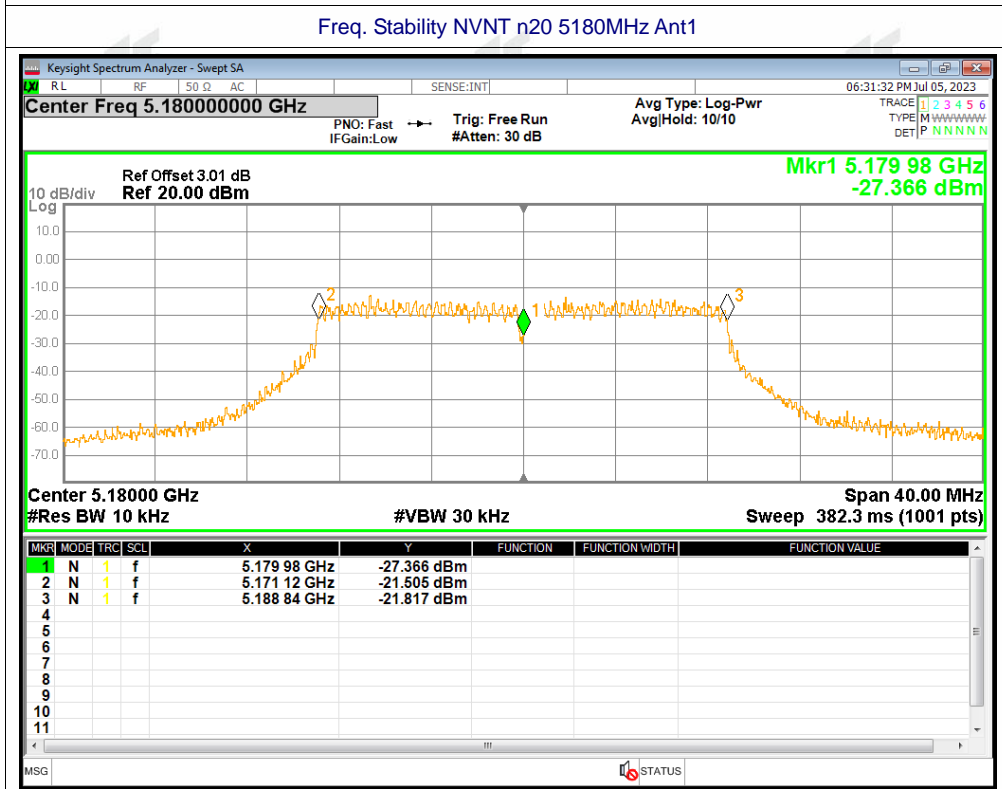 Freq. Stability NVNT n20 5180MHz Ant1
Keysight Spectrum Analyzer - Swept SA
LXI RL RF 50 Ω AC SENSE:INT 06:31:32 PM Jul 05, 2023
Center Freq 5.180000000 GHz
PNO: Fast
IFGain:Low
Trig: Free Run
#Atten: 30 dB
Avg Type: Log-Pwr
Avg|Hold: 10/10
TRACE 1 2 3 4 5 6
TYPE M WWWWW
DET P N N N N N
Mkr1 5.179 98 GHz
-27.366 dBm
Ref Offset 3.01 dB
10 dB/div Ref 20.00 dBm
Log
10.0
0.00
-10.0
-20.0
-30.0
-40.0
-50.0
-60.0
-70.0
2
1
3
Center 5.18000 GHz Span 40.00 MHz
#Res BW 10 kHz #VBW 30 kHz Sweep 382.3 ms (1001 pts)
MKR MODE TRC SCL X Y FUNCTION FUNCTION WIDTH FUNCTION VALUE
1 N 1 f 5.179 98 GHz -27.366 dBm
2 N 1 f 5.171 12 GHz -21.505 dBm
3 N 1 f 5.188 84 GHz -21.817 dBm
4
5
6
7
8
9
10
11
MSG STATUS